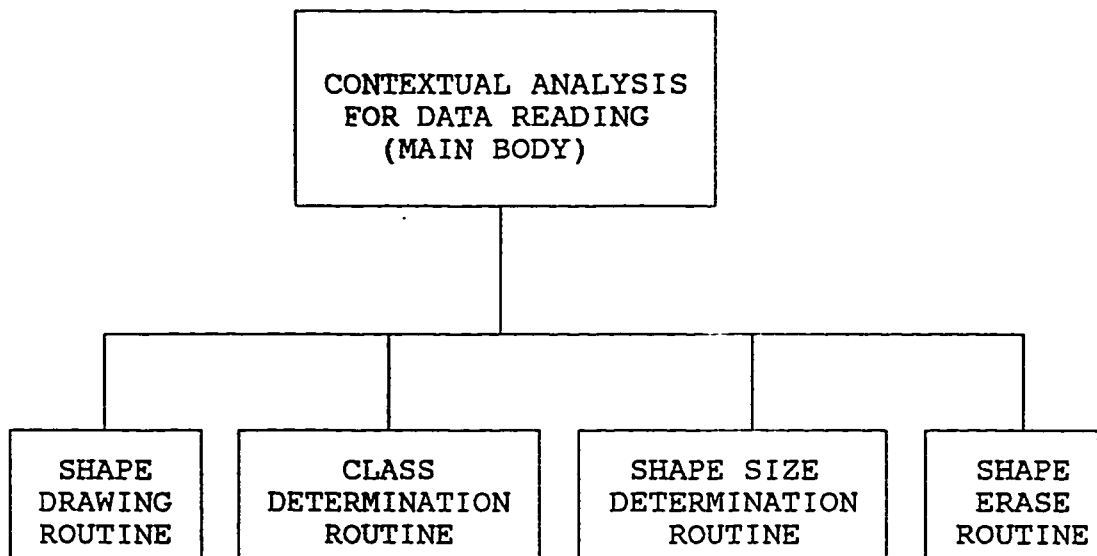 CONTEXTUAL ANALYSIS
FOR DATA READING
(MAIN BODY)
SHAPE
DRAWING
ROUTINE
CLASS
DETERMINATION
ROUTINE
SHAPE SIZE
DETERMINATION
ROUTINE
SHAPE
ERASE
ROUTINE